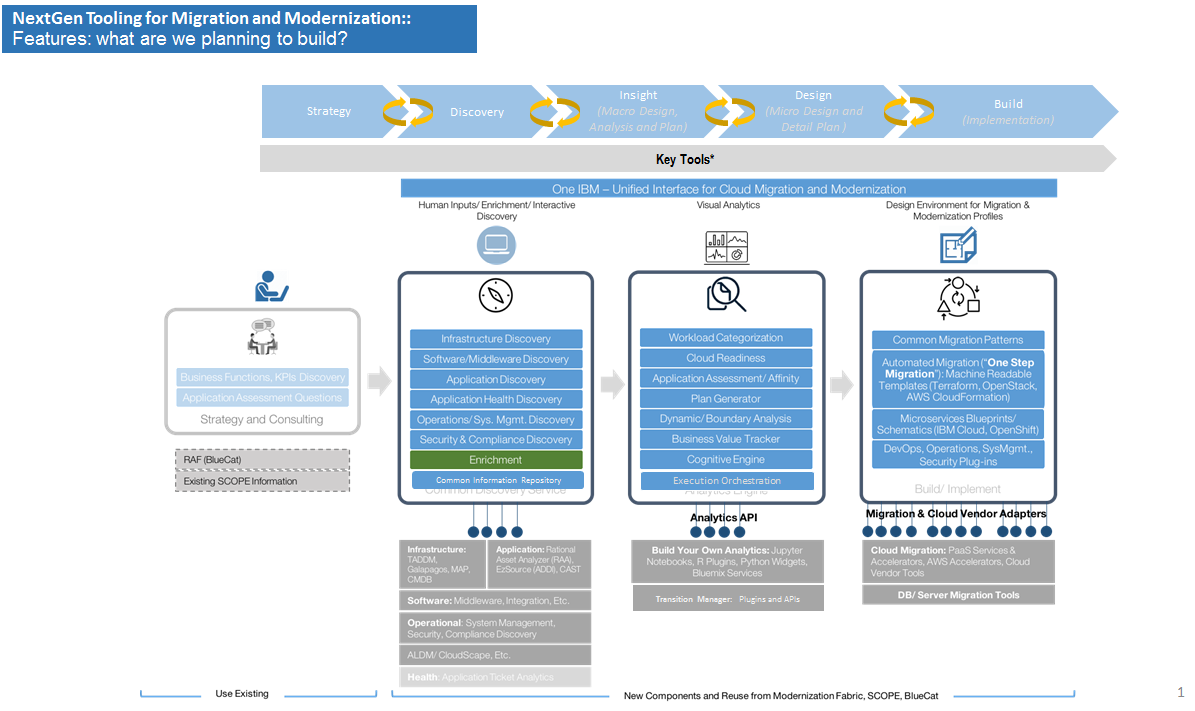 NextGen Tooling for Migration and Modernization::
Features: what are we planning to build?
Strategy
Discovery
Insight
(Macro Design,
Analysis and Plan)
Design
(Micro Design and
Detail Plan )
Build
(Implementation)
Key Tools*
One IBM – Unified Interface for Cloud Migration and Modernization
Human Inputs/ Enrichment/ Interactive
Discovery
Visual Analytics
Design Environment for Migration &
Modernization Profiles
Business Functions, KPIs Discovery
Application Assessment Questions
Strategy and Consulting
RAF (BlueCat)
Existing SCOPE Information
Infrastructure Discovery
Software/Middleware Discovery
Application Discovery
Application Health Discovery
Operations/ Sys. Mgmt. Discovery
Security & Compliance Discovery
Enrichment
Common Information Repository
Common Discovery Service
Workload Categorization
Cloud Readiness
Application Assessment/ Affinity
Plan Generator
Dynamic/ Boundary Analysis
Business Value Tracker
Cognitive Engine
Execution Orchestration
Analytics Engine
Common Migration Patterns
Automated Migration ("One Step
Migration"): Machine Readable
Templates (Terraform, OpenStack,
AWS CloudFormation)
Microservices Blueprints/
Schematics (IBM Cloud, OpenShift)
DevOps, Operations, SysMgmt.,
Security Plug-ins
Build/ Implement
Analytics API
Migration & Cloud Vendor Adapters
Infrastructure:
TADDM,
Galapagos, MAP,
CMDB
Application: Rational
Asset Analyzer (RAA),
EzSource (ADDI), CAST
Software: Middleware, Integration, Etc.
Operational: System Management,
Security, Compliance Discovery
ALDM/ CloudScape, Etc.
Health: Application Ticket Analytics
Build Your Own Analytics: Jupyter
Notebooks, R Plugins, Python Widgets,
Bluemix Services
Transition Manager: Plugins and APIs
Cloud Migration: PaaS Services &
Accelerators, AWS Accelerators, Cloud
Vendor Tools
DB/ Server Migration Tools
Use Existing
New Components and Reuse from Modernization Fabric, SCOPE, BlueCat
1